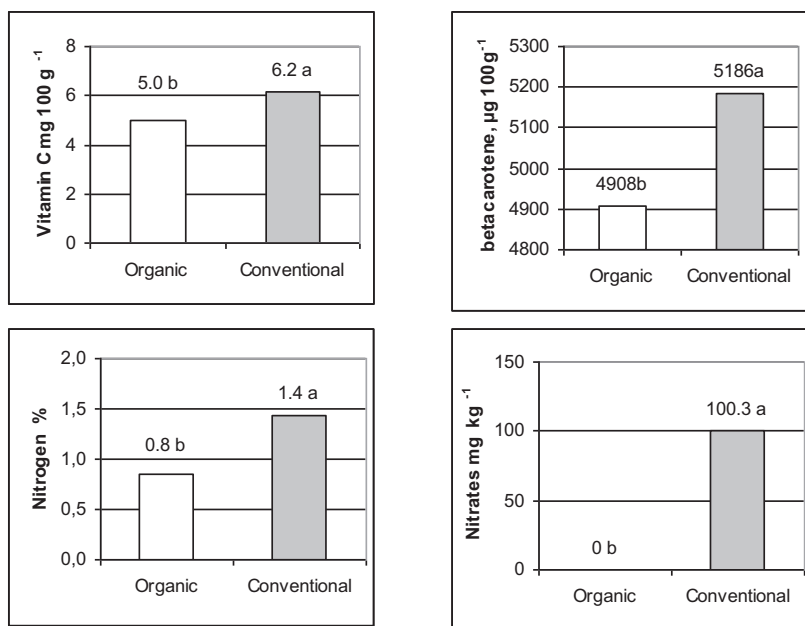 Vitamin C mg 100 g -1
8
6
4
2
0
5.0 b
6.2 a
Organic Conventional
betacarotene, µg 100g -1
5300
5200
5100
5000
4900
4800
4908b
5186a
Organic Conventional
Nitrogen %
2,0
1,5
1,0
0,5
0,0
0.8 b
1.4 a
Organic Conventional
Nitrates mg kg -1
150
100
50
0
0 b
100.3 a
Organic Conventional